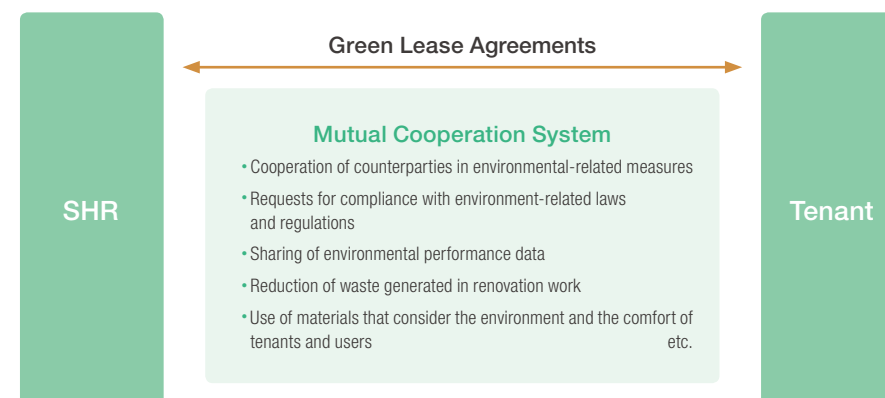 Green Lease Agreements
SHR
Mutual Cooperation System
• Cooperation of counterparties in environmental-related measures
• Requests for compliance with environment-related laws
and regulations
• Sharing of environmental performance data
• Reduction of waste generated in renovation work
• Use of materials that consider the environment and the comfort of
tenants and users etc.
Tenant